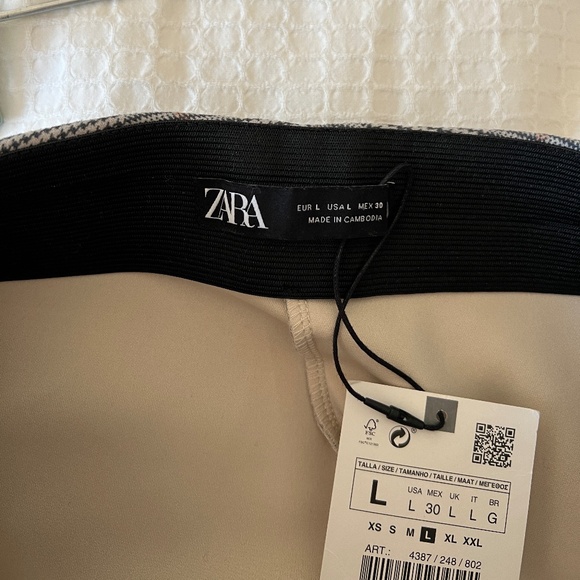 ZARA
EUR L USA L MEX 30
MADE IN CAMBODIA
FSC
TALLA / SIZE / TAMANHO / TAILLE / MAAT / ΜΕΓΕΘΟΣ
L
USA MEX UK IT BR
L 30 L L G
XS S M L XL XXL
ART.: 4387 / 248 / 802